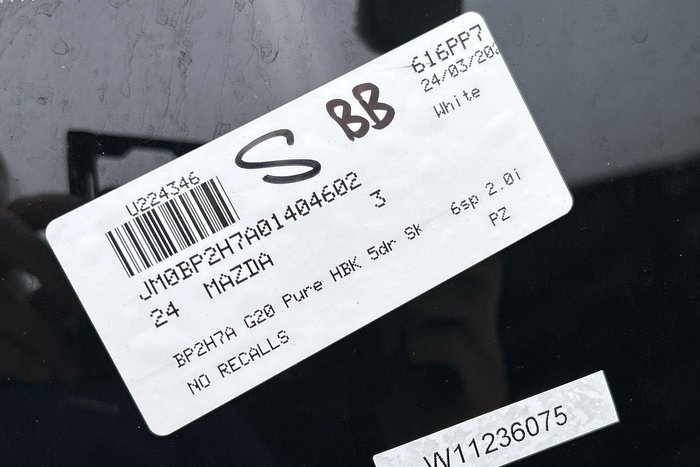 616PP7
24/03/202
White
S BB
U224346
JM0BP2H7A01404602
24 MAZDA 3
BP2H7A G20 Pure HBK 5dr Sk 6sp 2.0i
NO RECALLS PZ
W11236075